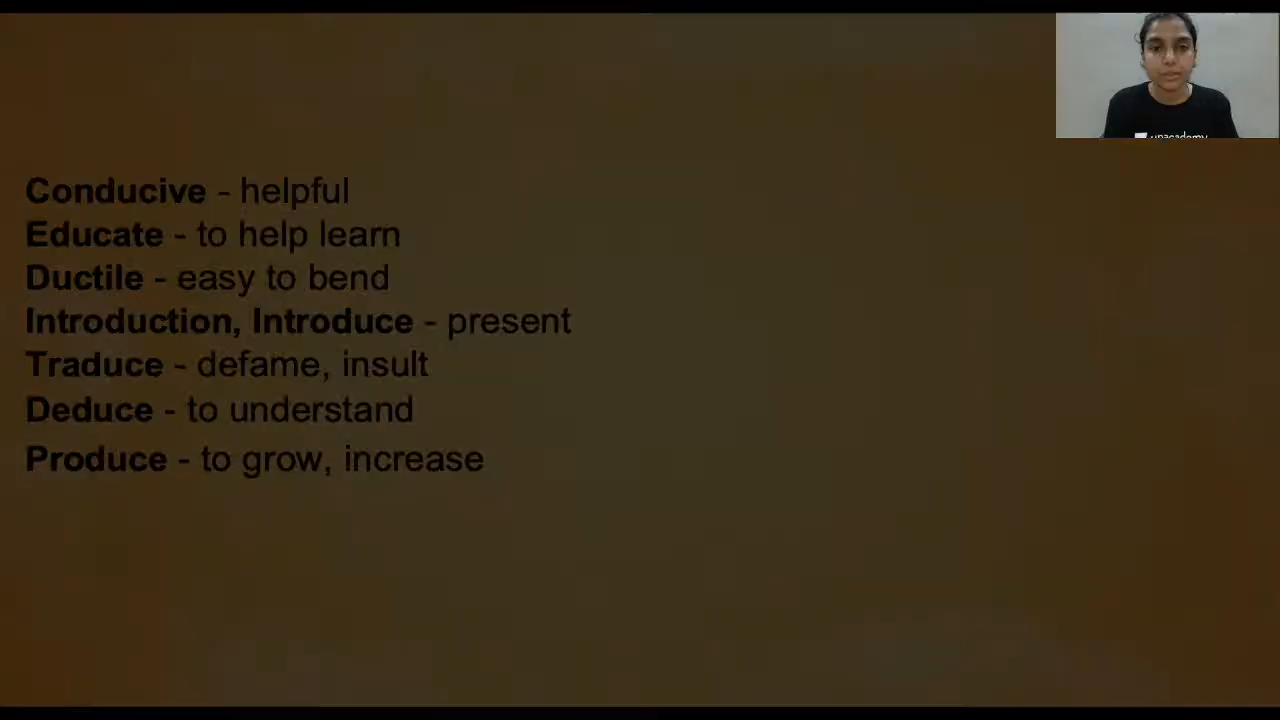 Conducive - helpful
Educate - to help learn
Ductile - easy to bend
Introduction, Introduce - present
Traduce - defame, insult
Deduce - to understand
Produce - to grow, increase
unacademy